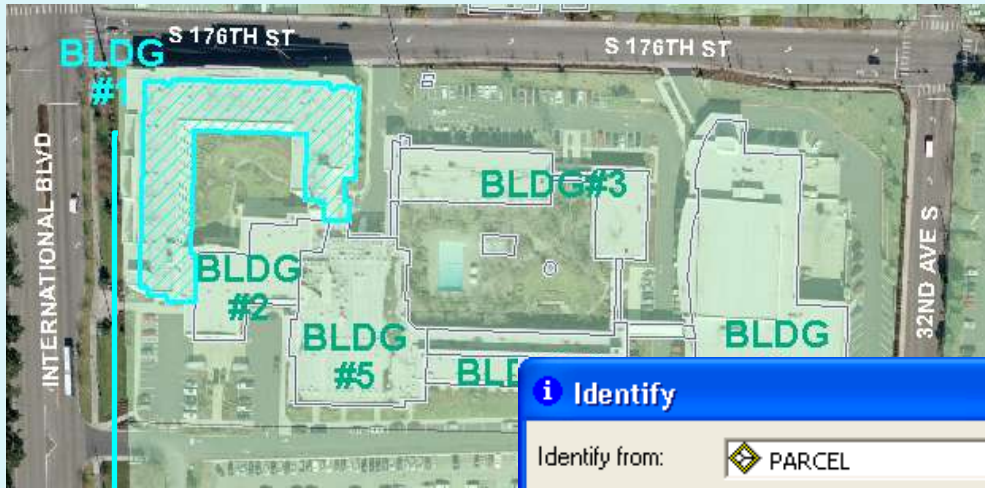 S 176TH ST
S 176TH ST
BLDG
#1
INTERNATIONAL BLVD
BLDG#3
BLDG
#2
BLDG
#5
BLDG
32ND AVE S
Identify
Identify from:
PARCEL